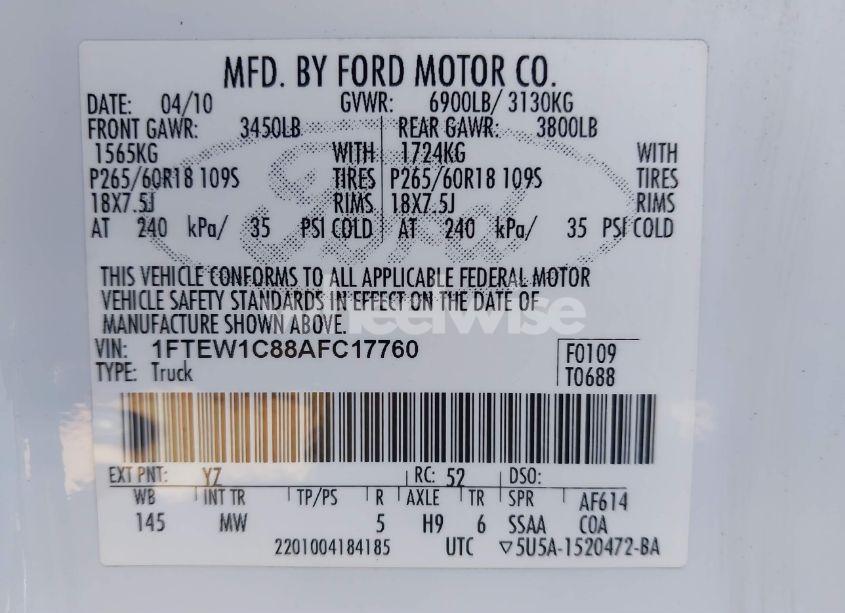 MFD. BY FORD MOTOR CO.
DATE: 04/10 GVWR: 6900LB/ 3130KG
FRONT GAWR: 3450LB REAR GAWR: 3800LB
1565KG WITH 1724KG WITH
P265/60R18 109S TIRES P265/60R18 109S TIRES
18X7.5J RIMS 18X7.5J RIMS
AT 240 kPa/ 35 PSI COLD AT 240 kPa/ 35 PSI COLD
THIS VEHICLE CONFORMS TO ALL APPLICABLE FEDERAL MOTOR
VEHICLE SAFETY STANDARDS IN EFFECT ON THE DATE OF
MANUFACTURE SHOWN ABOVE.
VIN: 1FTEW1C88AFC17760 F0109
TYPE: Truck T0688
EXT PNT: YZ RC: 52 DSO:
WB INT TR TP/PS R AXLE TR SPR AF614
145 MW 5 H9 6 SSAA COA
2201004184185 UTC ▽5U5A-1520472-BA